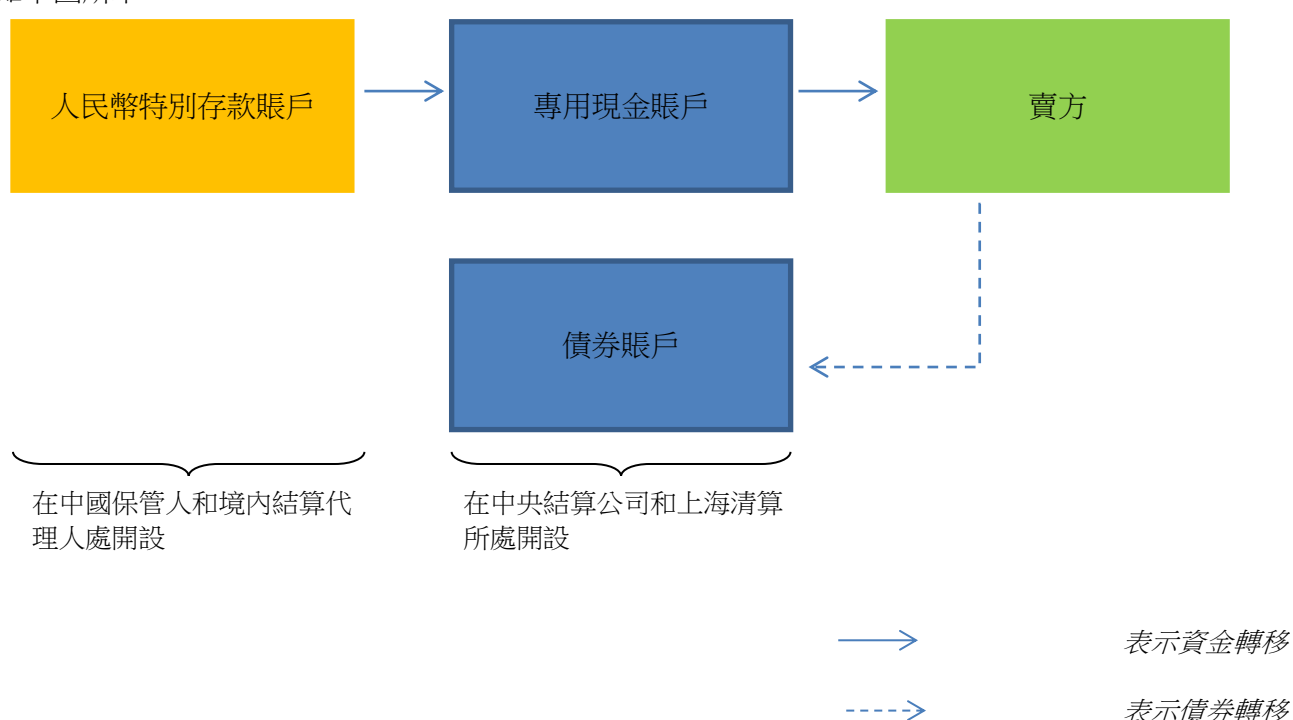 人民幣特別存款賬戶
專用現金賬戶
賣方
債券賬戶
在中國保管人和境內結算代
理人處開設
在中央結算公司和上海清算
所處開設
表示資金轉移
表示債券轉移